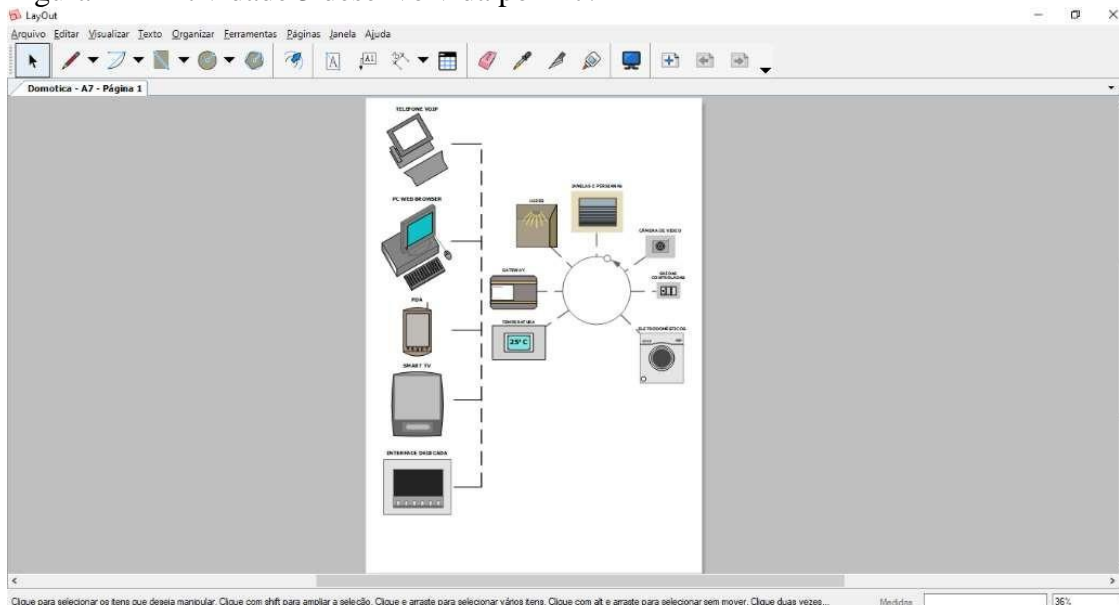 LayOut
Arquivo Editar Visualizar Texto Organizar Ferramentas Páginas Janela Ajuda
Domotica - A7 - Página 1
TELEFONE VOIP
PC WEB BROWSER
PDA
SMART TV
INTERFACE DEDICADA
JANELAS E PERSIANAS
LUZES
CÂMERA DE VIDEO
GATEWAY
TEMPERATURA
25° C
ELETRODOMÉSTICOS
Clique para selecionar os itens que deseja manipular. Clique com shift para ampliar a seleção. Clique e arraste para selecionar vários itens. Clique com alt e arraste para selecionar sem mover. Clique duas vezes...
Medidas
36%